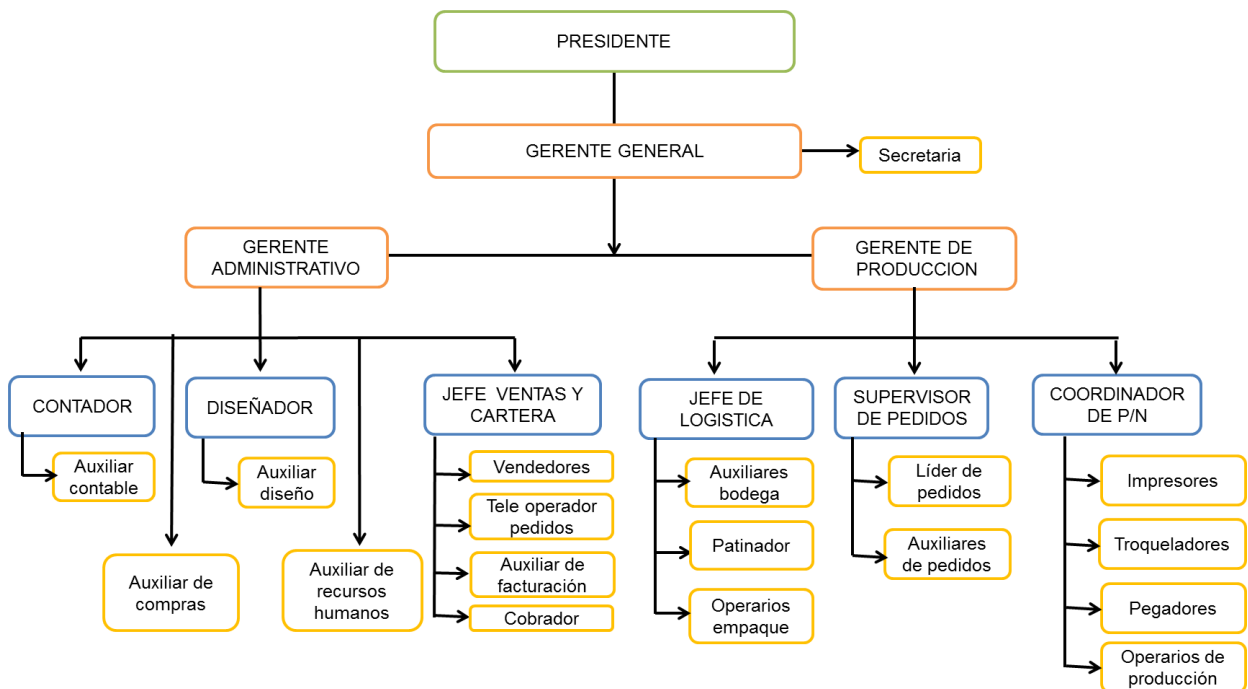 PRESIDENTE
GERENTE GENERAL
Secretaria
GERENTE
ADMINISTRATIVO
GERENTE DE
PRODUCCION
CONTADOR
DISEÑADOR
JEFE VENTAS Y
CARTERA
JEFE DE
LOGISTICA
SUPERVISOR
DE PEDIDOS
COORDINADOR
DE P/N
Auxiliar
contable
Auxiliar
diseño
Auxiliar de
compras
Auxiliar de
recursos
humanos
Vendedores
Tele operador
pedidos
Auxiliar de
facturación
Cobrador
Auxiliares
bodega
Patinador
Operarios
empaque
Líder de
pedidos
Auxiliares
de pedidos
Impresores
Troqueladores
Pegadores
Operarios de
producción